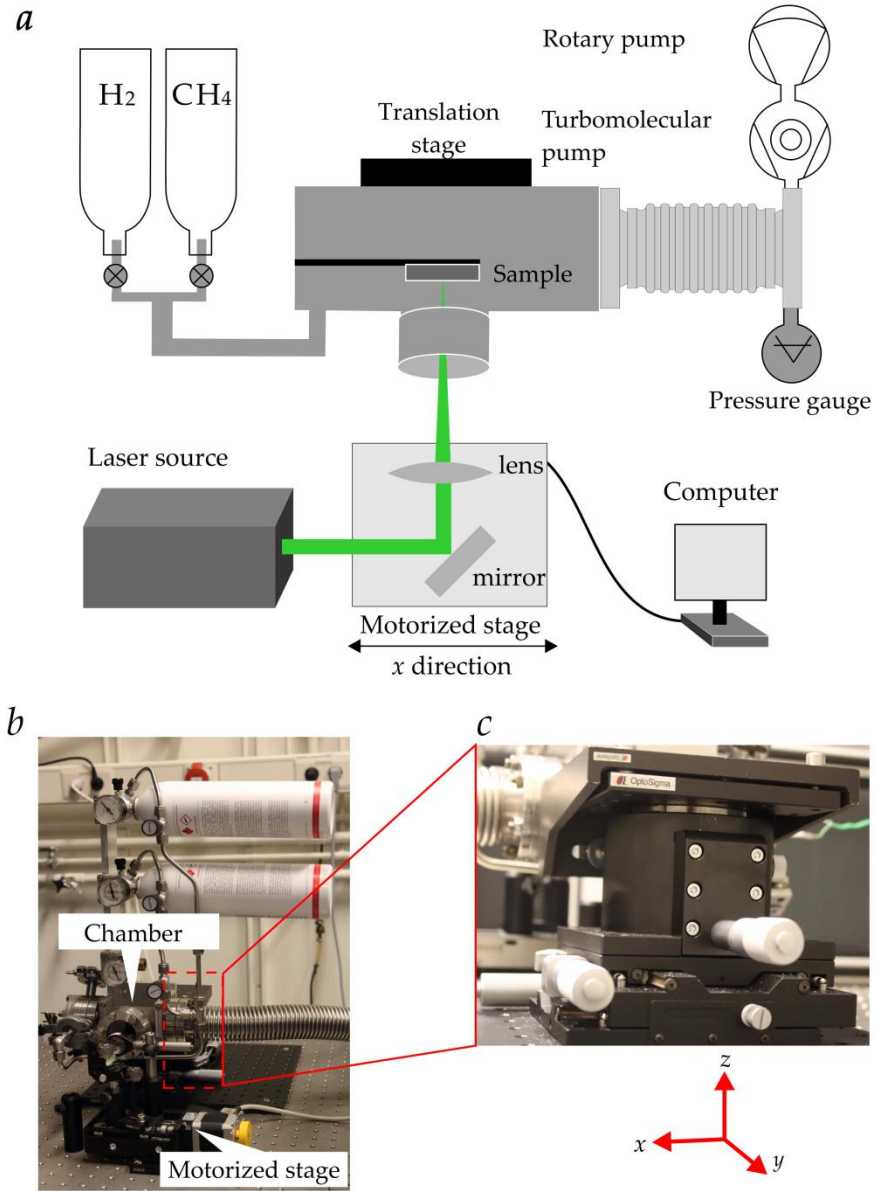 a
H2
CH4
Rotary pump
Translation
stage
Turbomolecular
pump
Sample
Pressure gauge
Laser source
lens
Computer
mirror
Motorized stage
x direction
b
c
OptoSigma
Chamber
Motorized stage
z
x
y